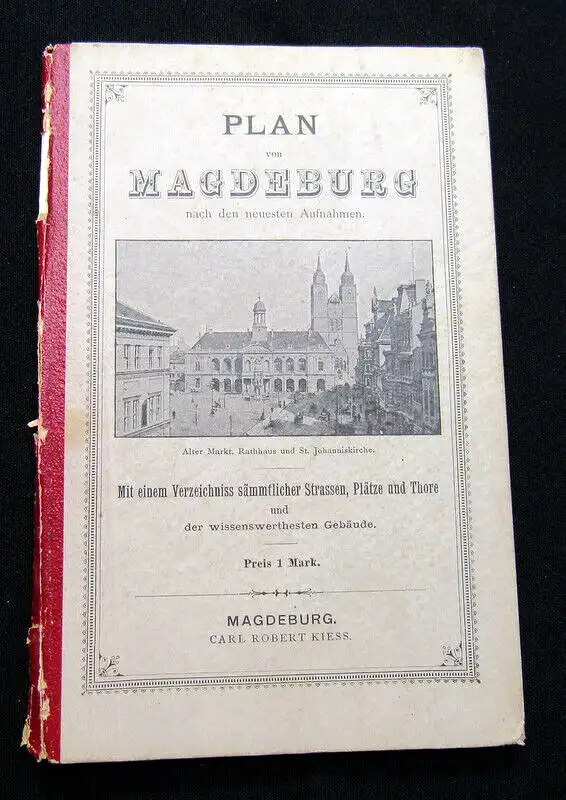 PLAN
von
MAGDEBURG
nach den neuesten Aufnahmen.
Alter Markt, Rathhaus und St. Johanniskirche.
Mit einem Verzeichniss sämmtlicher Strassen, Plätze und Thore
und
der wissenswerthesten Gebäude.
Preis 1 Mark.
MAGDEBURG.
CARL ROBERT KIESS.